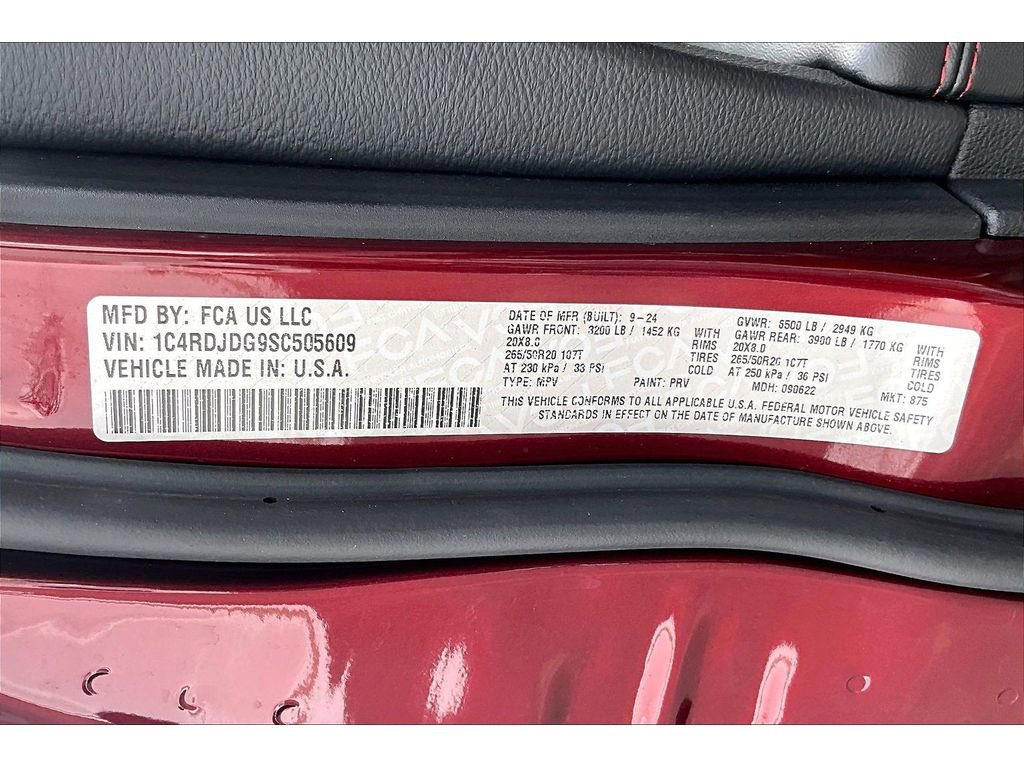 MFD BY: FCA US LLC
VIN: 1C4RDJDG9SC505609
VEHICLE MADE IN: U.S.A.
DATE OF MFR (BUILT): 9-24
GAWR FRONT: 3200 LB / 1452 KG WITH
20X8.0 RIMS
265/50R20 107T TIRES
AT 230 kPa / 33 PSI COLD
TYPE: MPV PAINT: PRV
GVWR: 6500 LB / 2949 KG
GAWR REAR: 3900 LB / 1770 KG WITH
20X8.0 RIMS
265/50R20 107T TIRES
AT 250 kPa / 36 PSI COLD
MDH: 090622 MKT: 875
THIS VEHICLE CONFORMS TO ALL APPLICABLE U.S.A. FEDERAL MOTOR VEHICLE SAFETY
STANDARDS IN EFFECT ON THE DATE OF MANUFACTURE SHOWN ABOVE.